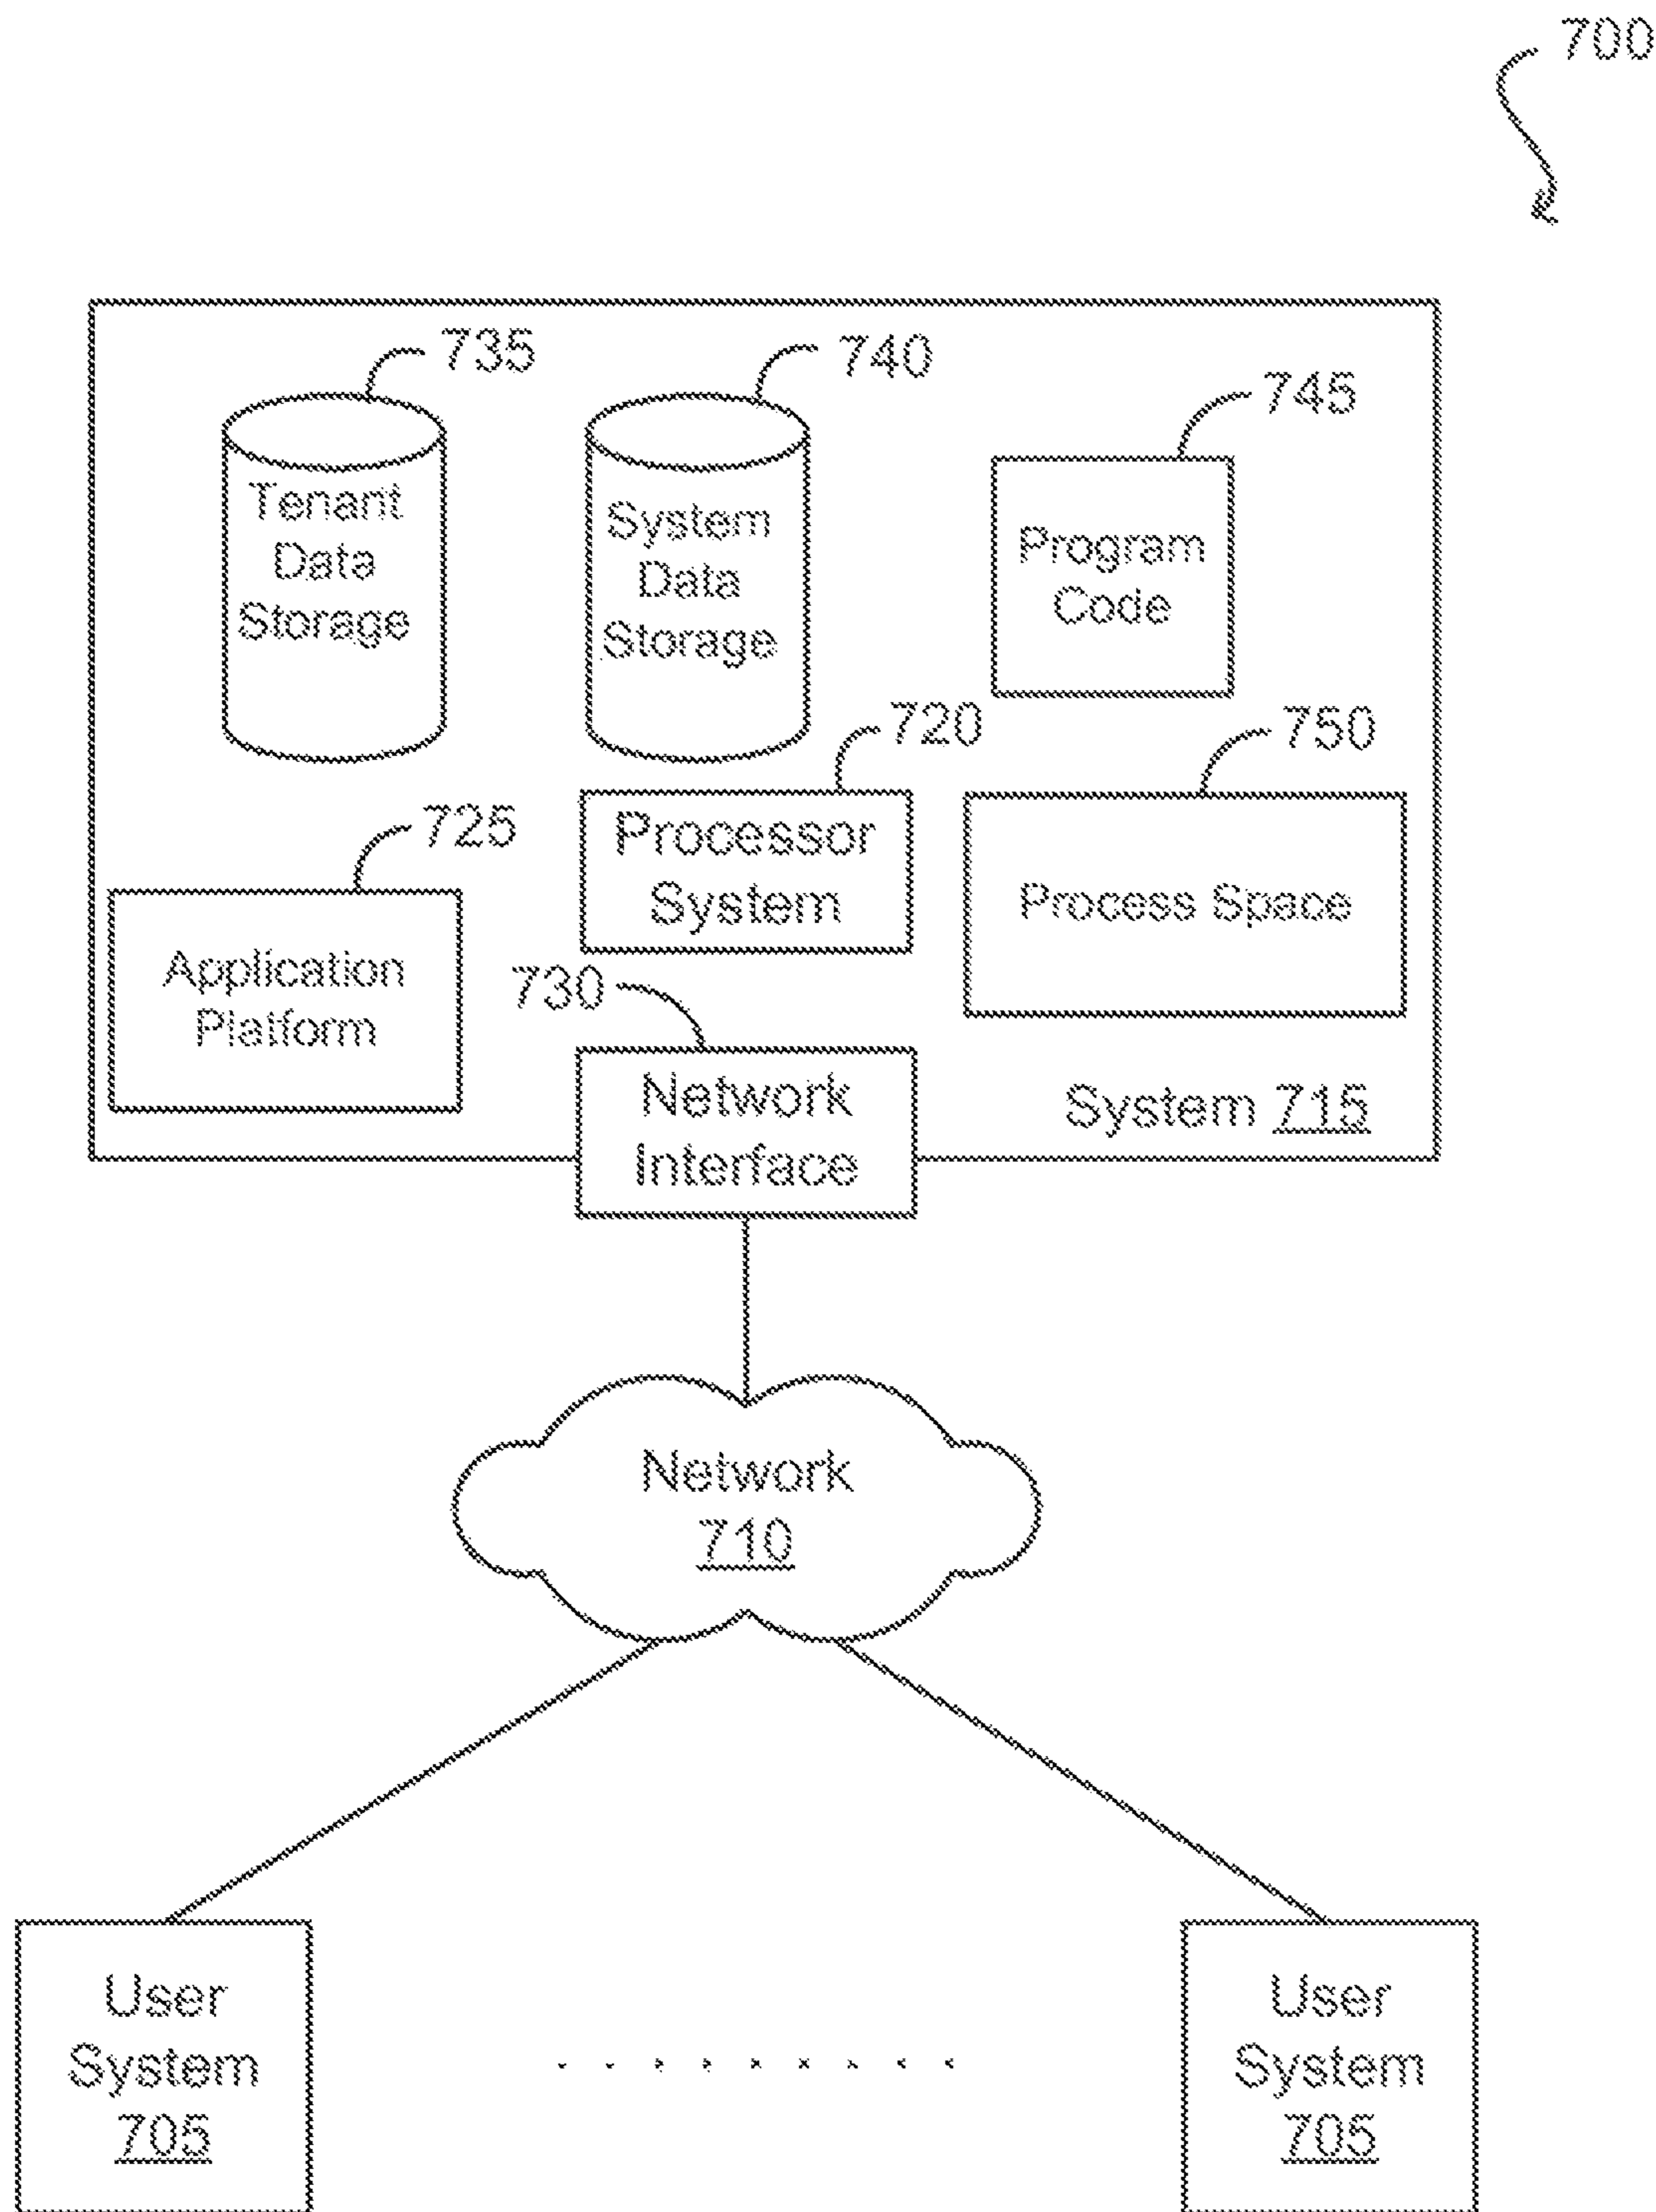 700
735
740
745
Tenant
Data
Storage
System
Data
Storage
Program
Code
720
750
725
Processor
System
Process Space
Application
Platform
730
Network
Interface
System 715
Network
710
User
System
705
User
System
705